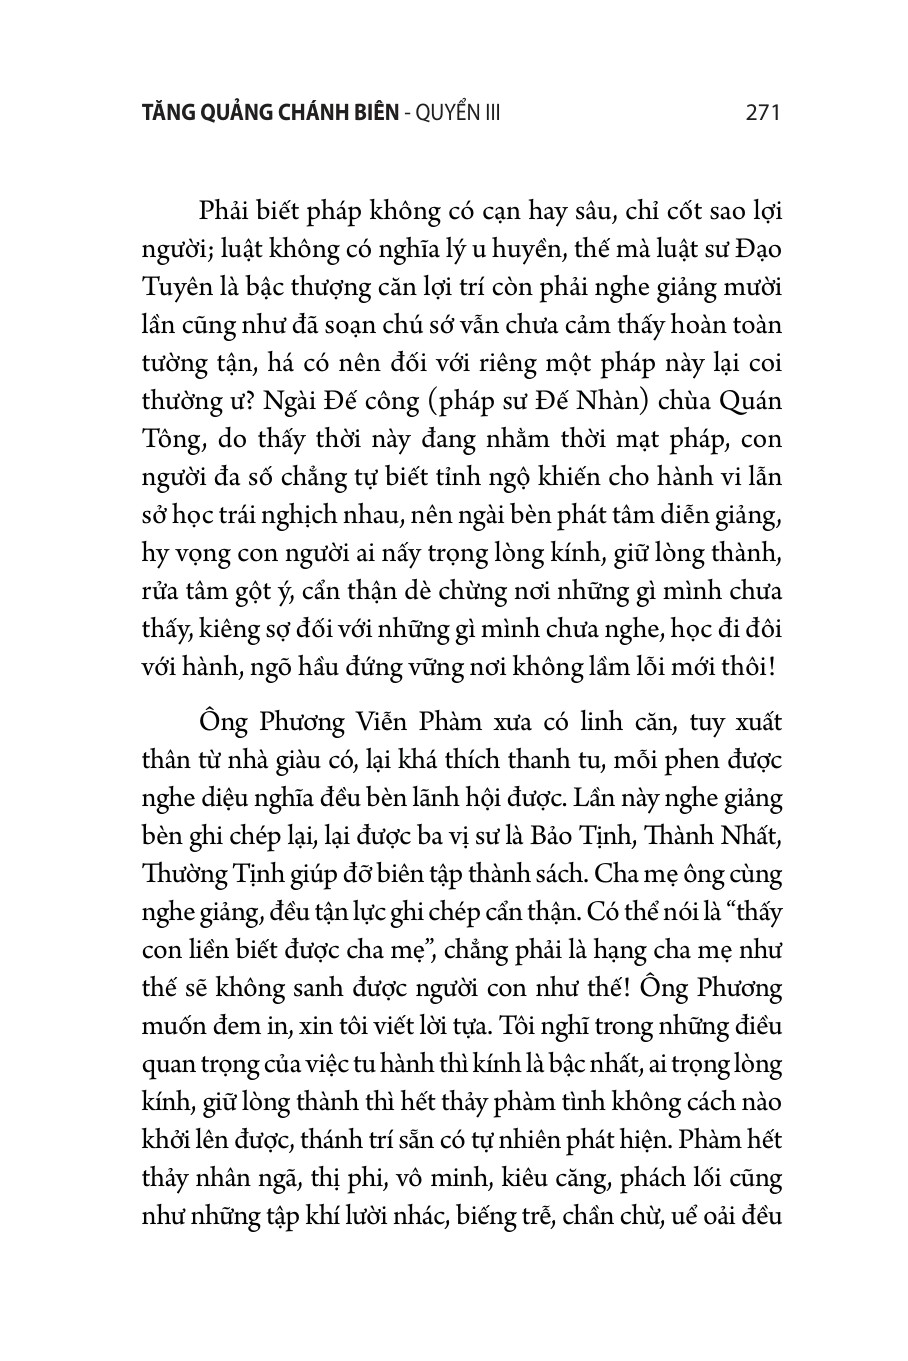 TĂNG QUẢNG CHÁNH BIÊN - QUYỂN III 271
Phải biết pháp không có cạn hay sâu, chỉ cốt sao lợi
người; luật không có nghĩa lý u huyền, thế mà luật sư Đạo
Tuyên là bậc thượng căn lợi trí còn phải nghe giảng mười
lần cũng như đã soạn chú sớ vẫn chưa cảm thấy hoàn toàn
tường tận, há có nên đối với riêng một pháp này lại coi
thường ư? Ngài Đế công (pháp sư Đế Nhàn) chùa Quán
Tông, do thấy thời này đang nhằm thời mạt pháp, con
người đa số chẳng tự biết tỉnh ngộ khiến cho hành vi lẫn
sở học trái nghịch nhau, nên ngài bèn phát tâm diễn giảng,
hy vọng con người ai nấy trọng lòng kính, giữ lòng thành,
rửa tâm gột ý, cẩn thận dè chừng nơi những gì mình chưa
thấy, kiêng sợ đối với những gì mình chưa nghe, học đi đôi
với hành, ngõ hầu đứng vững nơi không lầm lỗi mới thôi!
Ông Phương Viễn Phàm xưa có linh căn, tuy xuất
thân từ nhà giàu có, lại khá thích thanh tu, mỗi phen được
nghe diệu nghĩa đều bèn lãnh hội được. Lần này nghe giảng
bèn ghi chép lại, lại được ba vị sư là Bảo Tịnh, Thành Nhất,
Thường Tịnh giúp đỡ biên tập thành sách. Cha mẹ ông cùng
nghe giảng, đều tận lực ghi chép cẩn thận. Có thể nói là “thấy
con liền biết được cha mẹ”, chẳng phải là hạng cha mẹ như
thế sẽ không sanh được người con như thế! Ông Phương
muốn đem in, xin tôi viết lời tựa. Tôi nghĩ trong những điều
quan trọng của việc tu hành thì kính là bậc nhất, ai trọng lòng
kính, giữ lòng thành thì hết thảy phàm tình không cách nào
khởi lên được, thánh trí sẵn có tự nhiên phát hiện. Phàm hết
thảy nhân ngã, thị phi, vô minh, kiêu căng, phách lối cũng
như những tập khí lười nhác, biếng trễ, chần chừ, uể oải đều